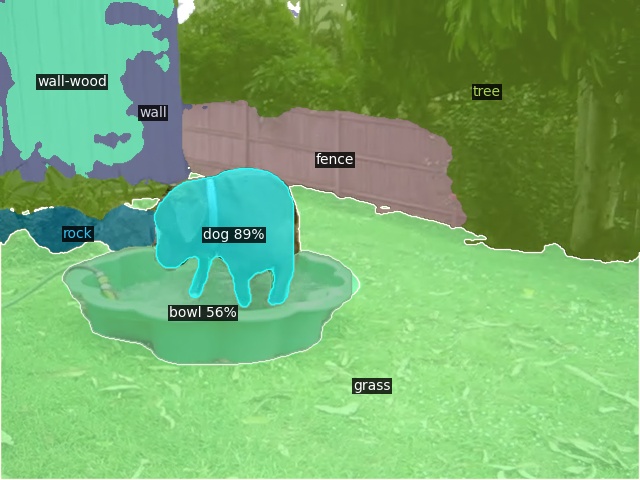 wall-wood
tree
wall
fence
rock
dog 89%
bowl 56%
grass